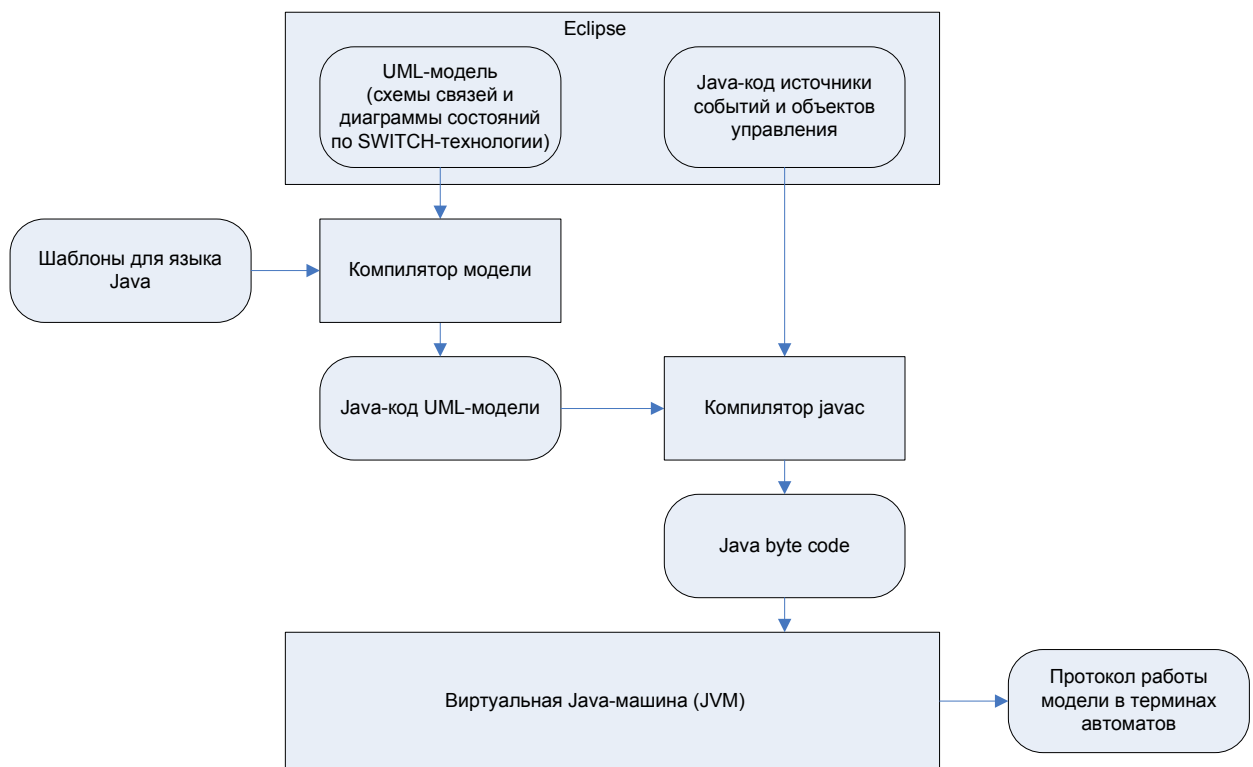 Eclipse
UML-модель
(схемы связей и
диаграммы состояний
по SWITCH-технологии)
Java-код источники
событий и объектов
управления
Шаблоны для языка
Java
Компилятор модели
Java-код UML-модели
Компилятор javac
Java byte code
Виртуальная Java-машина (JVM)
Протокол работы
модели в терминах
автоматов